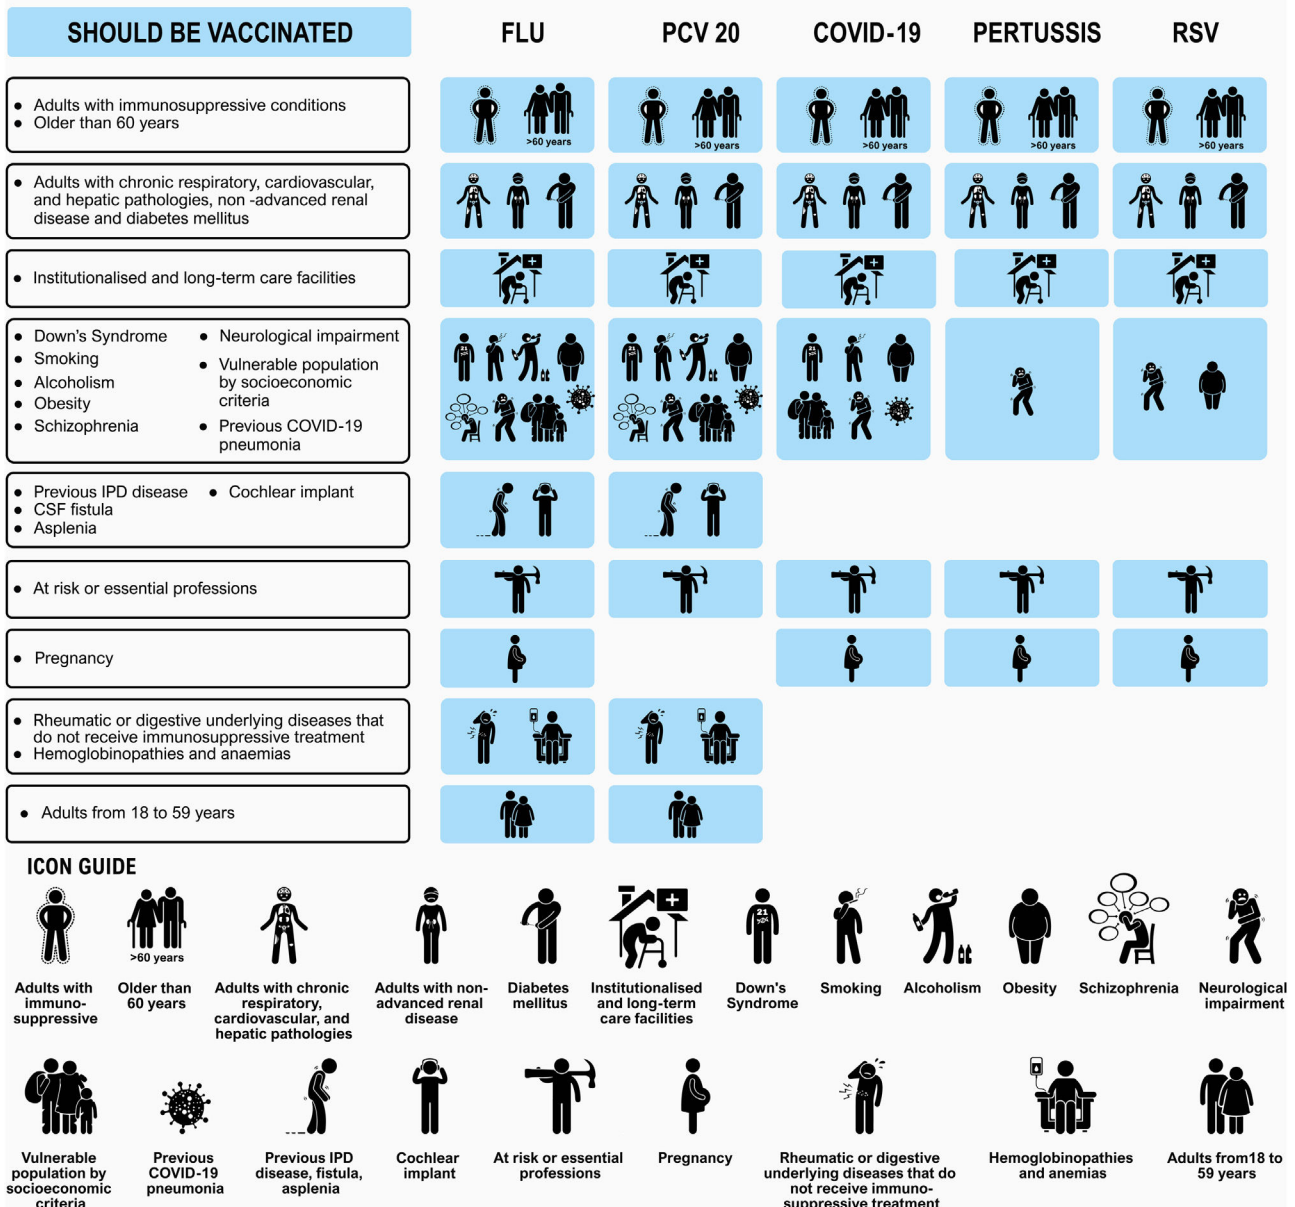 SHOULD BE VACCINATED FLU PCV 20 COVID-19 PERTUSSIS RSV
● Adults with immunosuppressive conditions
● Older than 60 years
>60 years >60 years >60 years >60 years >60 years
● Adults with chronic respiratory, cardiovascular,
and hepatic pathologies, non -advanced renal
disease and diabetes mellitus
● Institutionalised and long-term care facilities
● Down's Syndrome
● Smoking
● Alcoholism
● Obesity
● Schizophrenia
● Neurological impairment
● Vulnerable population
by socioeconomic
criteria
● Previous COVID-19
pneumonia
21 21 21
● Previous IPD disease
● CSF fistula
● Asplenia
● Cochlear implant
● At risk or essential professions
● Pregnancy
● Rheumatic or digestive underlying diseases that
do not receive immunosuppressive treatment
● Hemoglobinopathies and anaemias
● Adults from 18 to 59 years
ICON GUIDE
>60 years
21
Adults with
immuno-
suppressive
Older than
60 years
Adults with chronic
respiratory,
cardiovascular, and
hepatic pathologies
Adults with non-
advanced renal
disease
Diabetes
mellitus
Institutionalised
and long-term
care facilities
Down's
Syndrome
Smoking
Alcoholism
Obesity
Schizophrenia
Neurological
impairment
Vulnerable
population by
socioeconomic
criteria
Previous
COVID-19
pneumonia
Previous IPD
disease, fistula,
asplenia
Cochlear
implant
At risk or essential
professions
Pregnancy
Rheumatic or digestive
underlying diseases that do
not receive immuno-
suppressive treatment
Hemoglobinopathies
and anemias
Adults from18 to
59 years